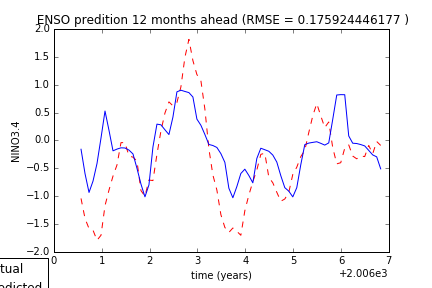 ENSO predition 12 months ahead (RMSE = 0.175924446177 )
2.0
1.5
1.0
0.5
0.0
−0.5
−1.0
−1.5
−2.0
NINO3.4
0 1 2 3 4 5 6 7
time (years)
+2.006e3
tual
edicted